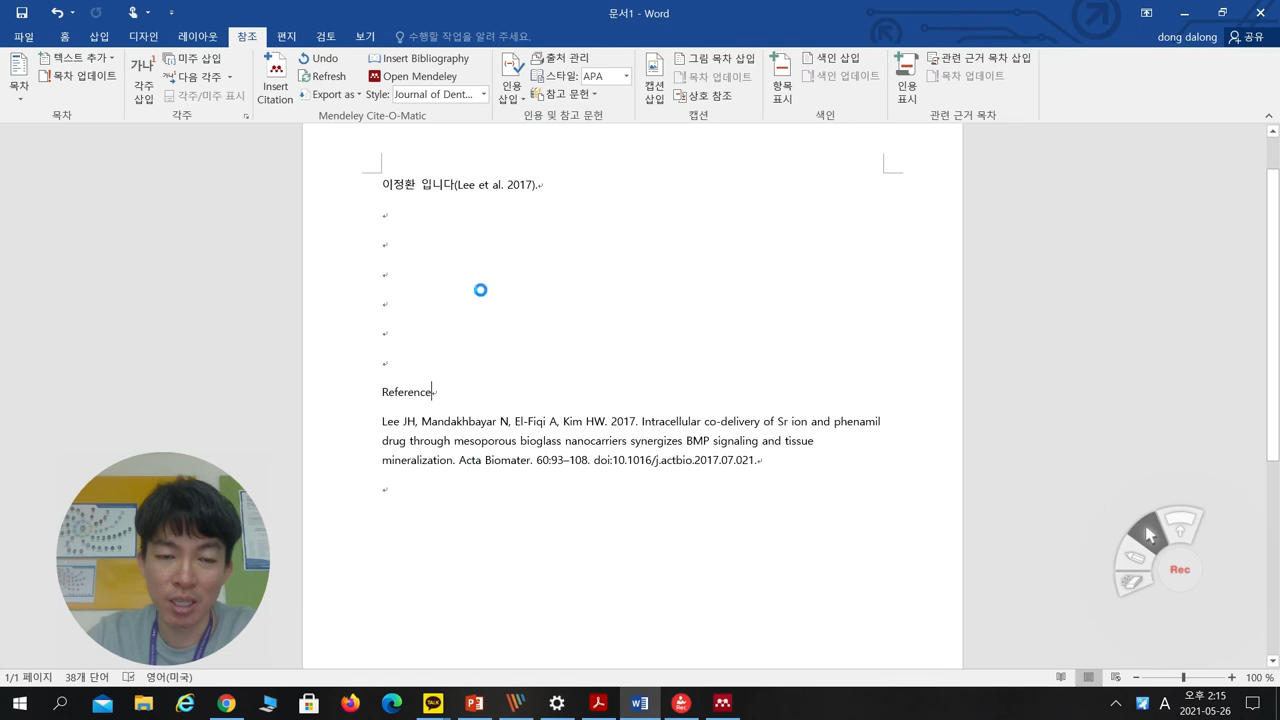 문서1 - Word
파일 홈 삽입 디자인 레이아웃 참조 편지 검토 보기 수행할 작업을 알려 주세요. dong dalong 공유
목차
텍스트 추가
목차 업데이트
목차
가나
각주 삽입
미주 삽입
다음 각주
각주/미주 표시
각주
Insert Citation
Undo
Refresh
Export as
Insert Bibliography
Open Mendeley
Style: Journal of Dent...
Mendeley Cite-O-Matic
인용 삽입
출처 관리
스타일: APA
참고 문헌
인용 및 참고 문헌
캡션 삽입
그림 목차 삽입
목차 업데이트
상호 참조
캡션
항목 표시
색인 삽입
색인 업데이트
색인
인용 표시
관련 근거 목차 삽입
목차 업데이트
관련 근거 목차
이정환 입니다(Lee et al. 2017).
Reference
Lee JH, Mandakhbayar N, El-Fiqi A, Kim HW. 2017. Intracellular co-delivery of Sr ion and phenamil
drug through mesoporous bioglass nanocarriers synergizes BMP signaling and tissue
mineralization. Acta Biomater. 60:93–108. doi:10.1016/j.actbio.2017.07.021.
Rec
1/1 페이지 38개 단어 영어(미국) 100 %
TALK
Rec
A
오후 2:15
2021-05-26